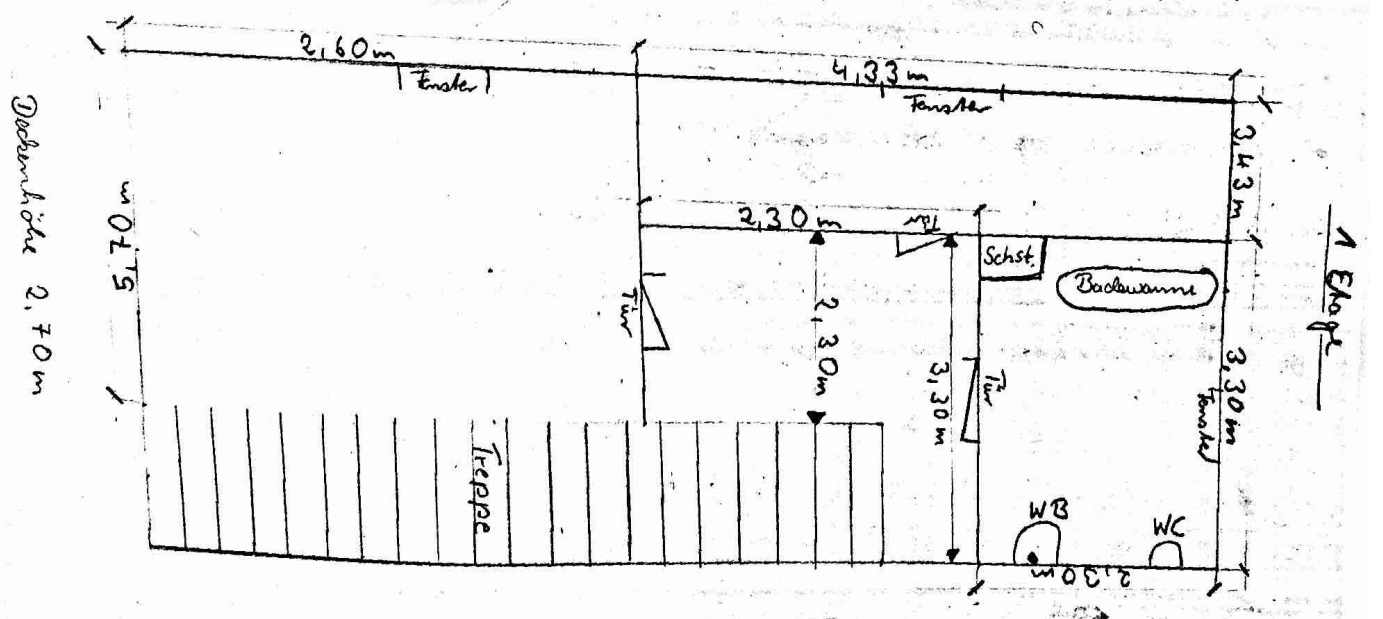 2,60m
Fenster
4,33m
Fenster
3,43m
1 Etage
Deckenhöhe 2,70m
5,70m
2,30m
Tür
Schst.
Badewanne
Tür
2,30m
3,30m
Tür
3,30m
Fenster
Treppe
WB
WC
2,30m